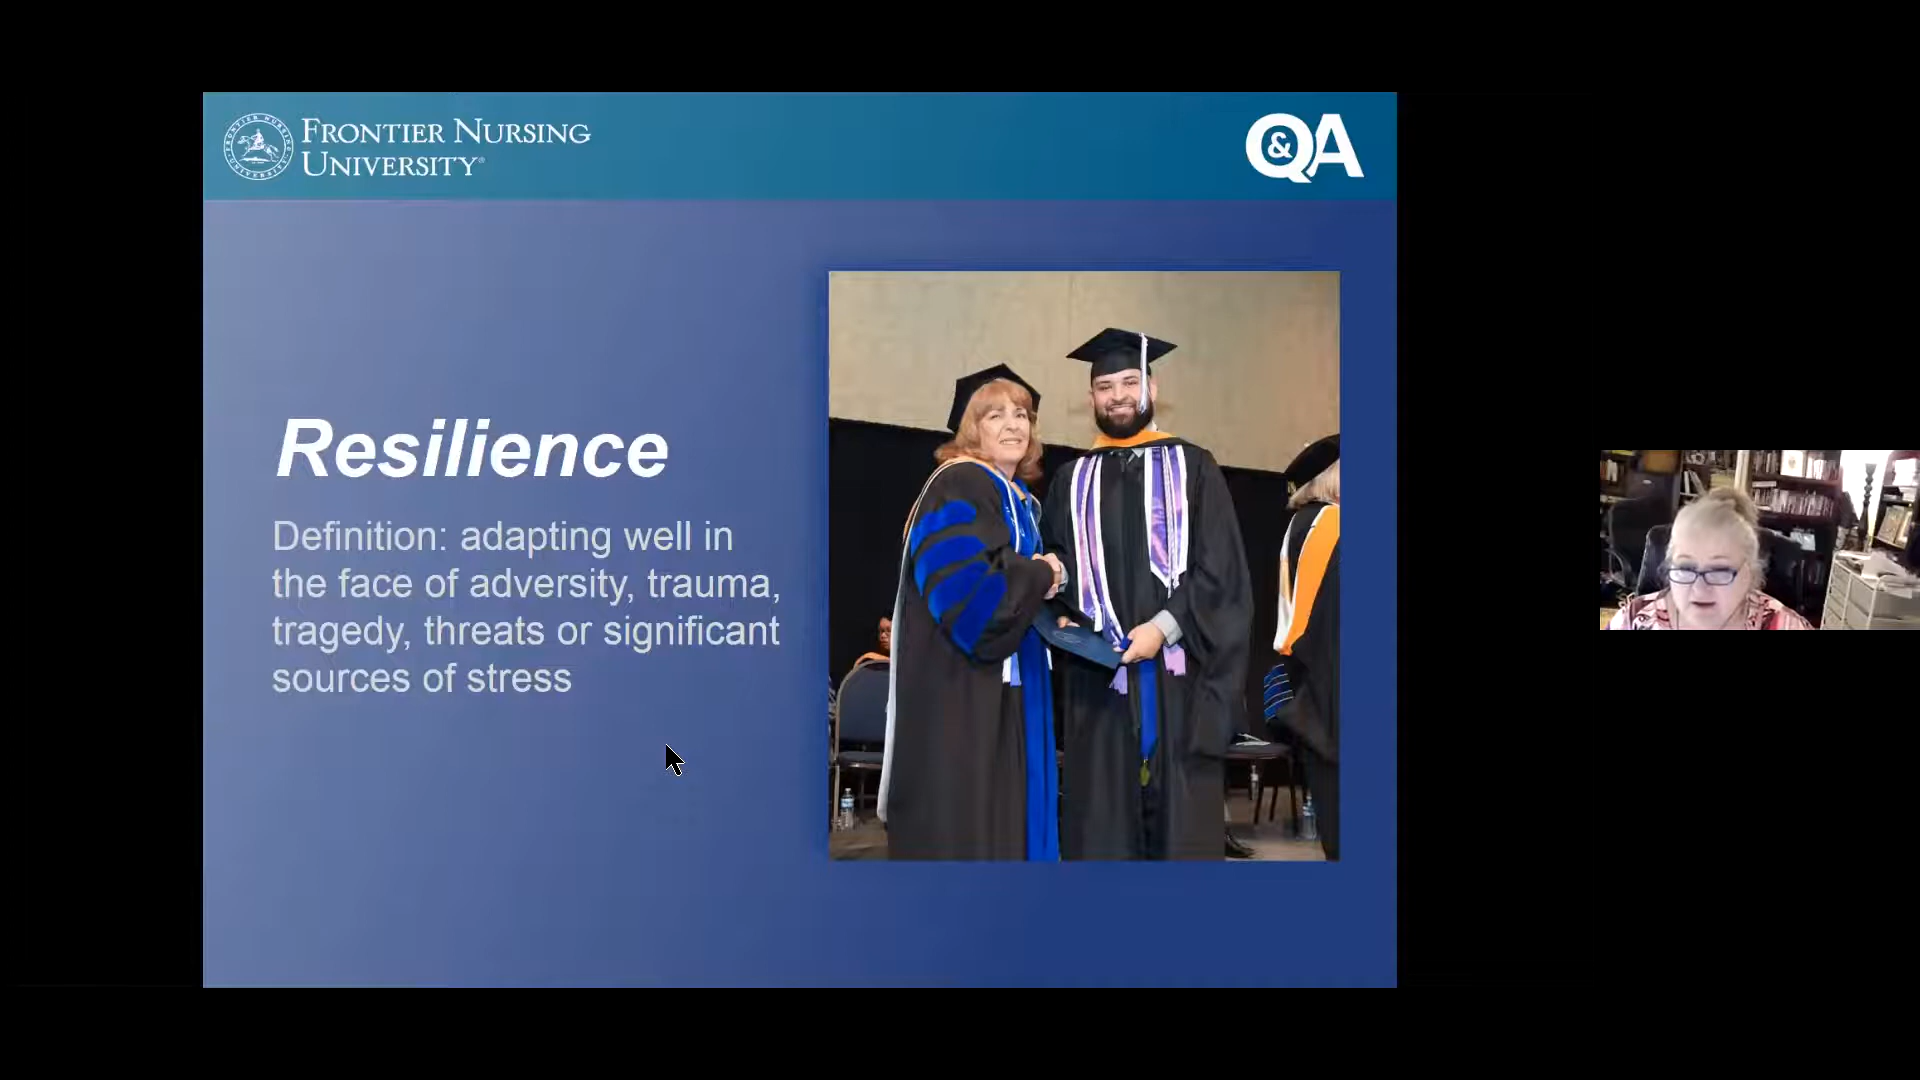 FRONTIER NURSING
UNIVERSITY®
Q&A
Resilience
Definition: adapting well in
the face of adversity, trauma,
tragedy, threats or significant
sources of stress